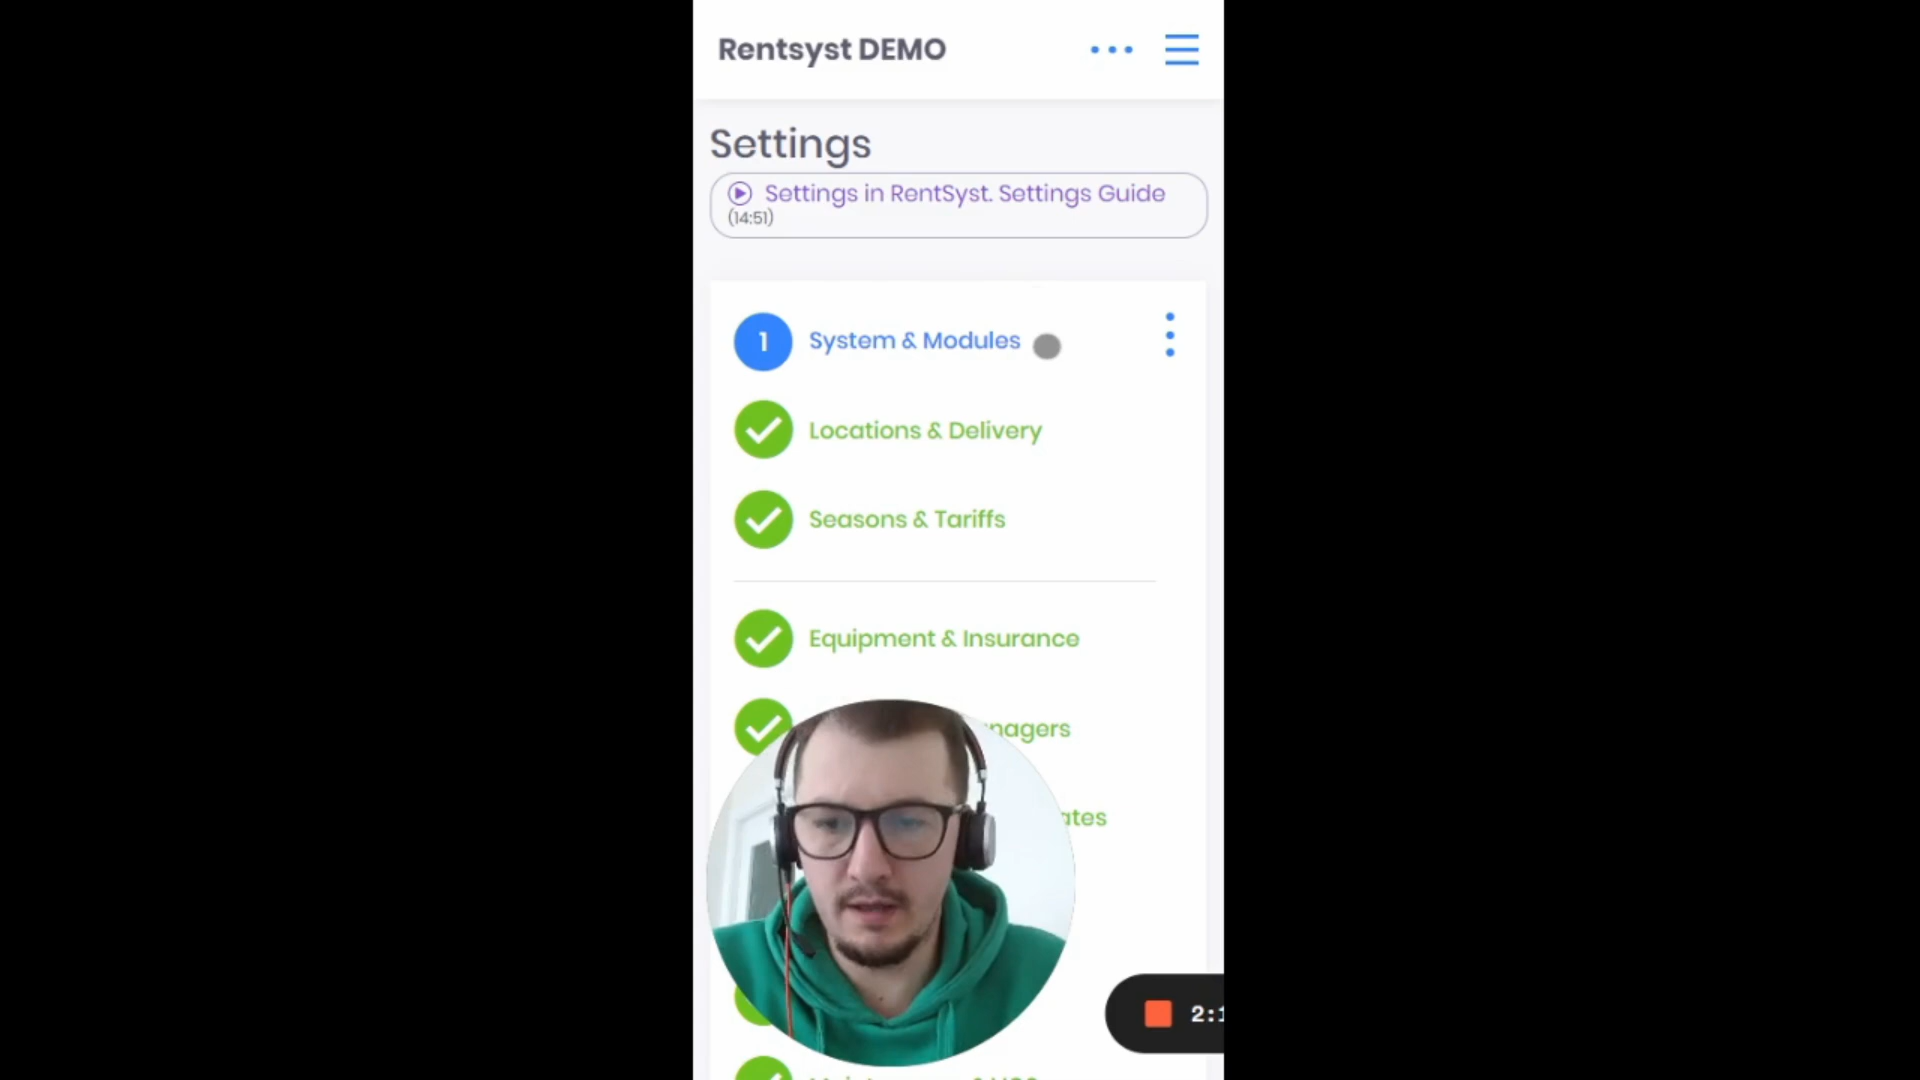 Rentsyst DEMO
Settings
Settings in RentSyst. Settings Guide
(14:51)
1 System & Modules
Locations & Delivery
Seasons & Tariffs
Equipment & Insurance